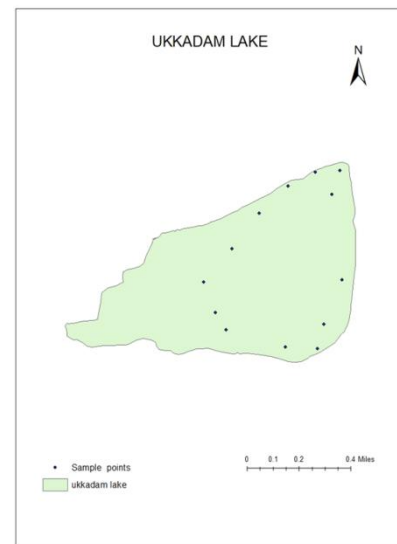 UKKADAM LAKE
N
Sample points
ukkadam lake
0 0.1 0.2 0.4 Miles